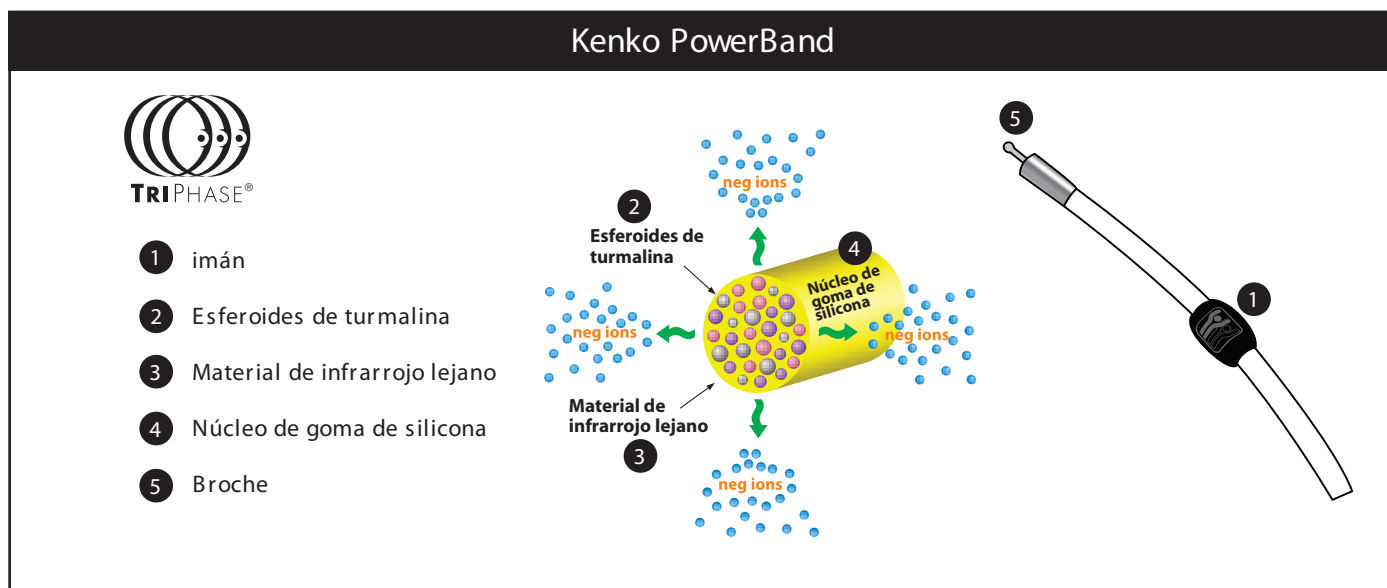 Kenko PowerBand
TRIPHASE®
1 imán
2 Esferoides de turmalina
3 Material de infrarrojo lejano
4 Núcleo de goma de silicona
5 Broche
neg ions
2
Esferoides de
turmalina
4
Núcleo de
goma de
silicona
neg ions
neg ions
Material de
infrarrojo lejano
3
neg ions
5
1